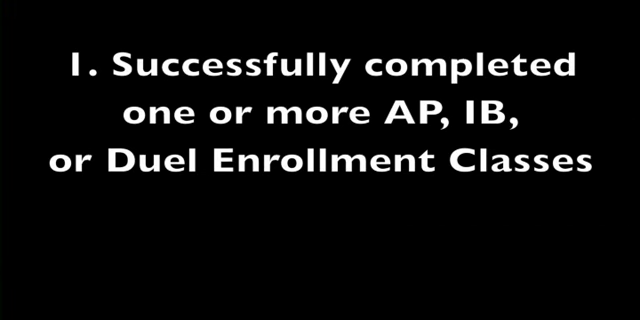 1. Successfully completed
one or more AP, IB,
or Duel Enrollment Classes